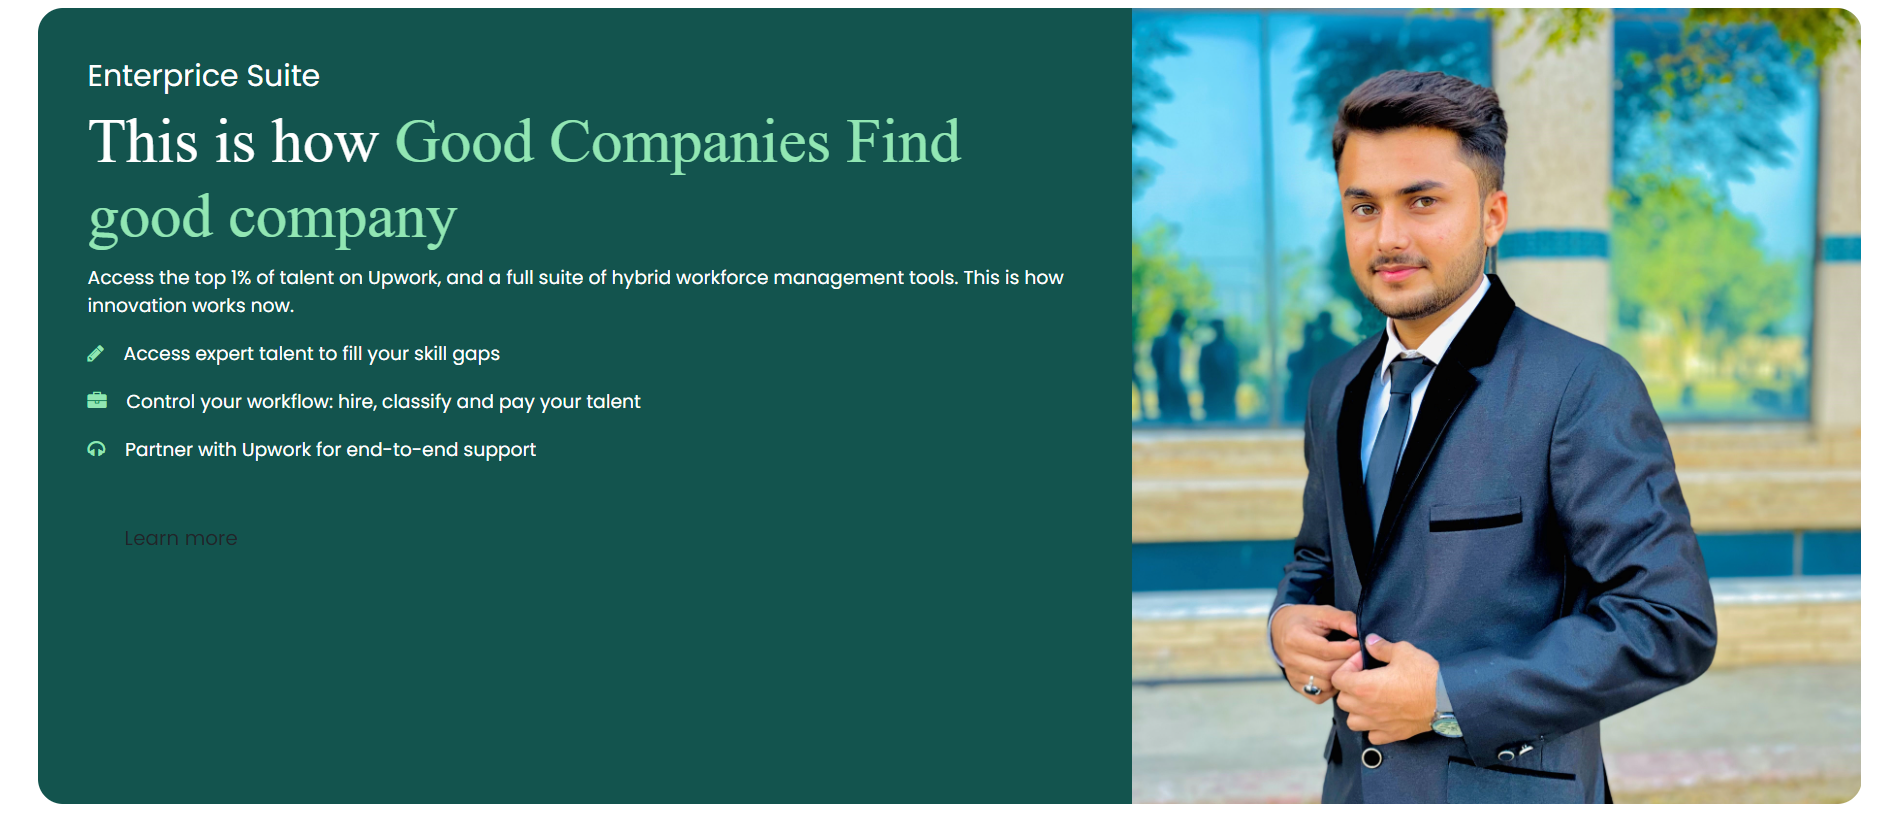 Enterprice Suite
This is how Good Companies Find
good company
Access the top 1% of talent on Upwork, and a full suite of hybrid workforce management tools. This is how
innovation works now.
Access expert talent to fill your skill gaps
Control your workflow: hire, classify and pay your talent
Partner with Upwork for end-to-end support
Learn more